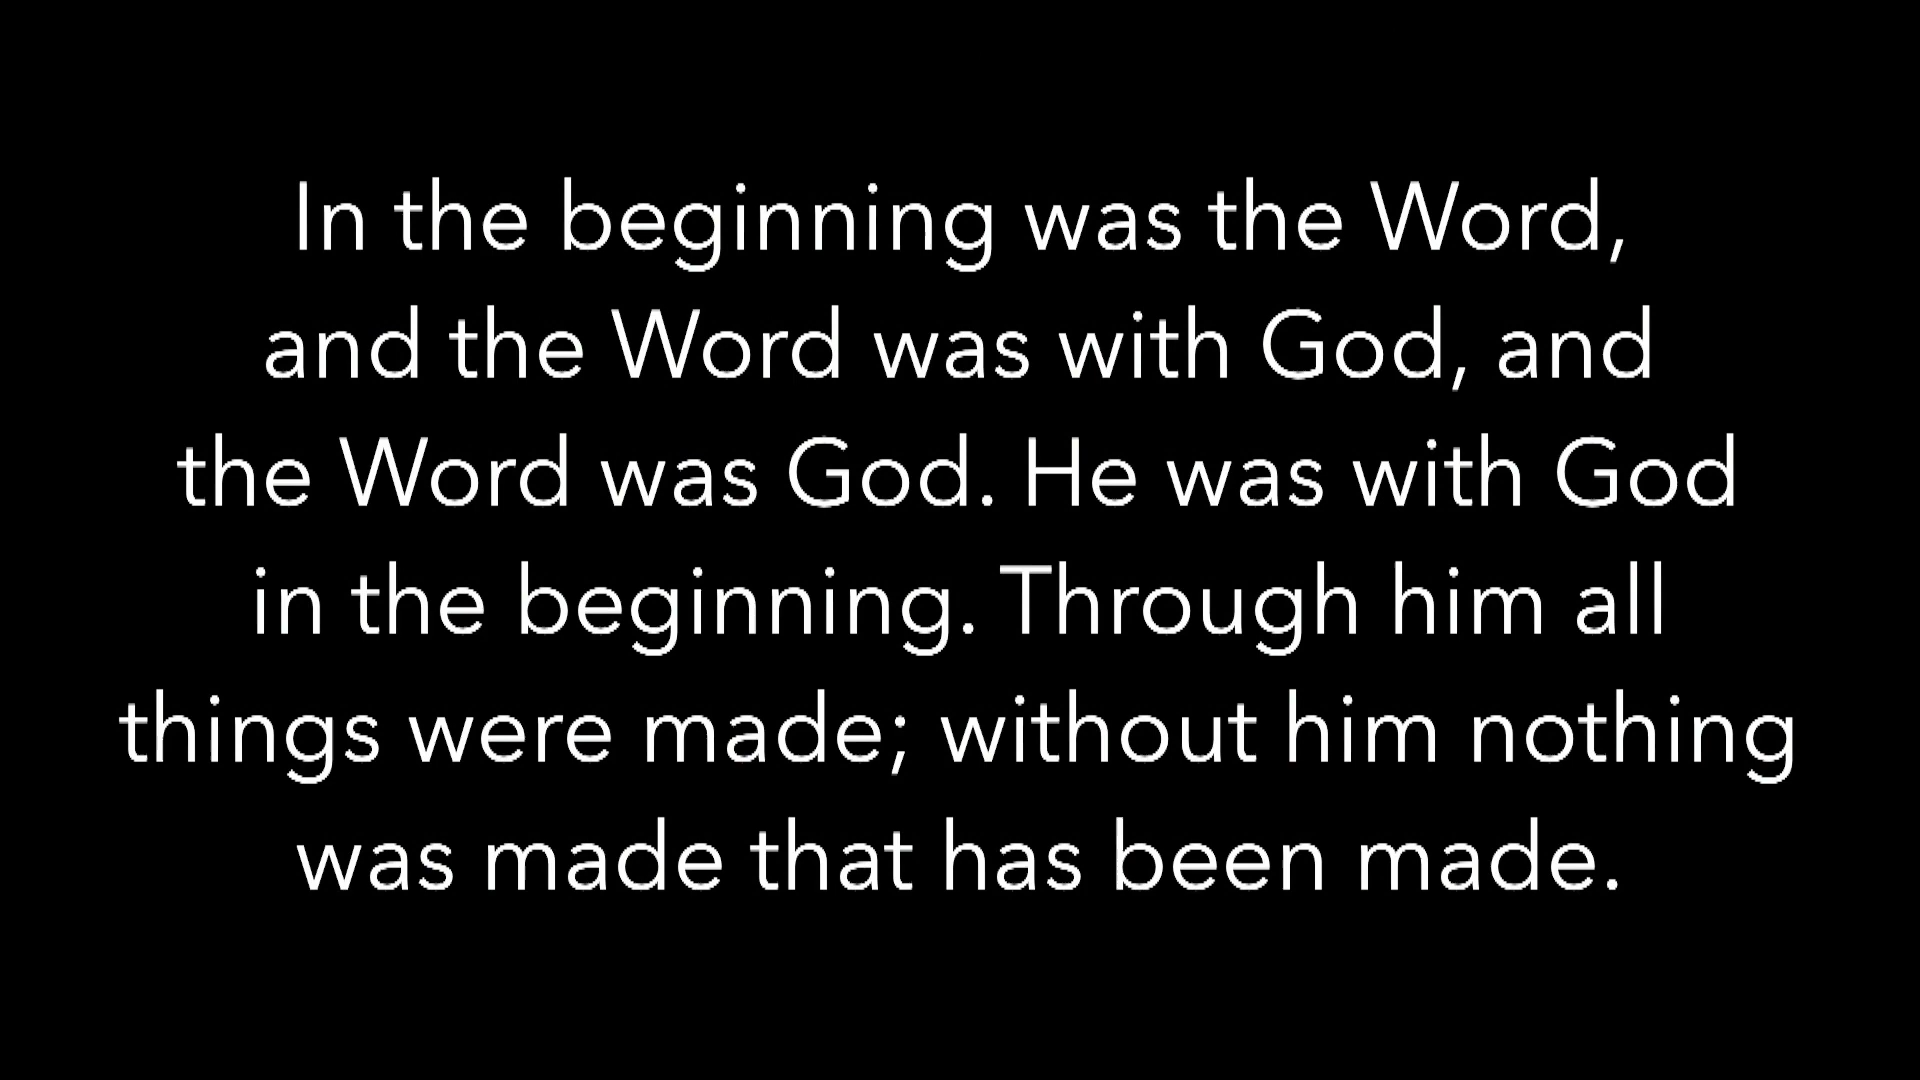 In the beginning was the Word,
and the Word was with God, and
the Word was God. He was with God
in the beginning. Through him all
things were made; without him nothing
was made that has been made.